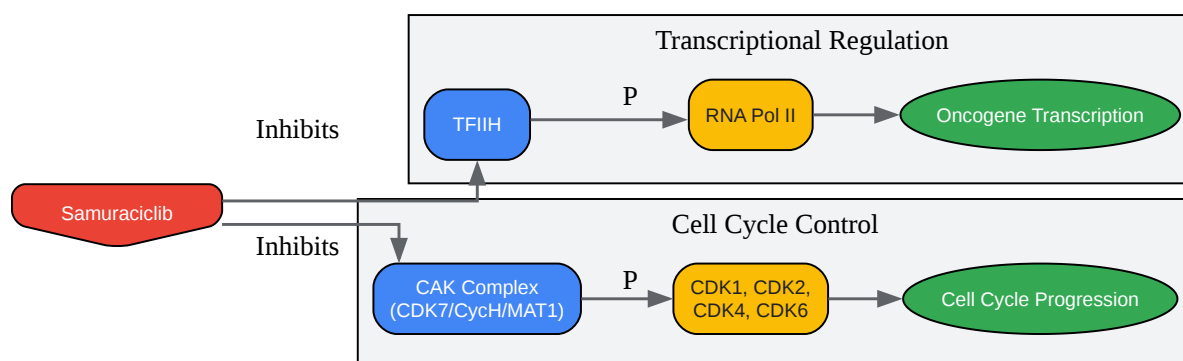 Transcriptional Regulation
Inhibits
TFIIH
P
RNA Pol II
Oncogene Transcription
Samuraciclib
Inhibits
Cell Cycle Control
CAK Complex
(CDK7/CycH/MAT1)
P
CDK1, CDK2,
CDK4, CDK6
Cell Cycle Progression